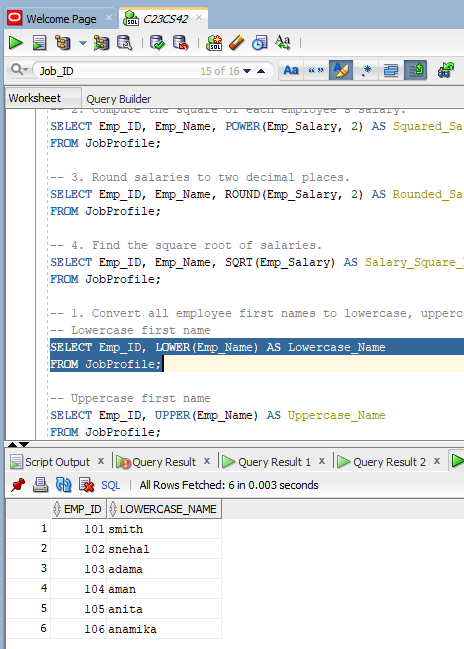 Welcome Page
C23CS42
Job_ID
15 of 16
Aa
Worksheet
Query Builder
-- 2. Compute the square of each employee's salary.
SELECT Emp_ID, Emp_Name, POWER(Emp_Salary, 2) AS Squared_Sa
FROM JobProfile;
-- 3. Round salaries to two decimal places.
SELECT Emp_ID, Emp_Name, ROUND(Emp_Salary, 2) AS Rounded_Sa
FROM JobProfile;
-- 4. Find the square root of salaries.
SELECT Emp_ID, Emp_Name, SQRT(Emp_Salary) AS Salary_Square_
FROM JobProfile;
-- 1. Convert all employee first names to lowercase, upperc
-- Lowercase first name
SELECT Emp_ID, LOWER(Emp_Name) AS Lowercase_Name
FROM JobProfile;
-- Uppercase first name
SELECT Emp_ID, UPPER(Emp_Name) AS Uppercase_Name
FROM JobProfile;
Script Output x Query Result x Query Result 1 x Query Result 2 x
SQL | All Rows Fetched: 6 in 0.003 seconds
EMP_ID LOWERCASE_NAME
1 101 smith
2 102 snehal
3 103 adama
4 104 aman
5 105 anita
6 106 anamika